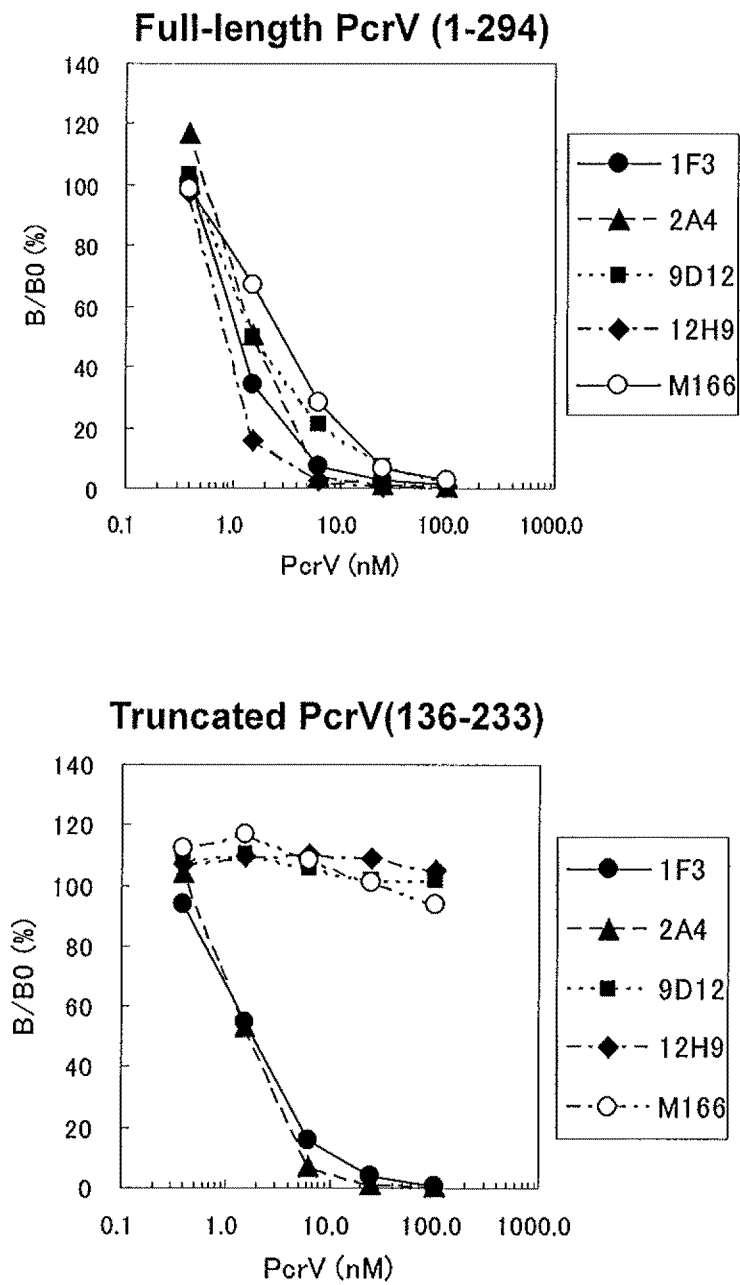 Full-length PcrV (1-294)
B/B0 (%)
140
120
100
80
60
40
20
0
0.1 1.0 10.0 100.0 1000.0
PcrV (nM)
1F3
2A4
9D12
12H9
M166
Truncated PcrV(136-233)
B/B0 (%)
140
120
100
80
60
40
20
0
0.1 1.0 10.0 100.0 1000.0
PcrV (nM)
1F3
2A4
9D12
12H9
M166